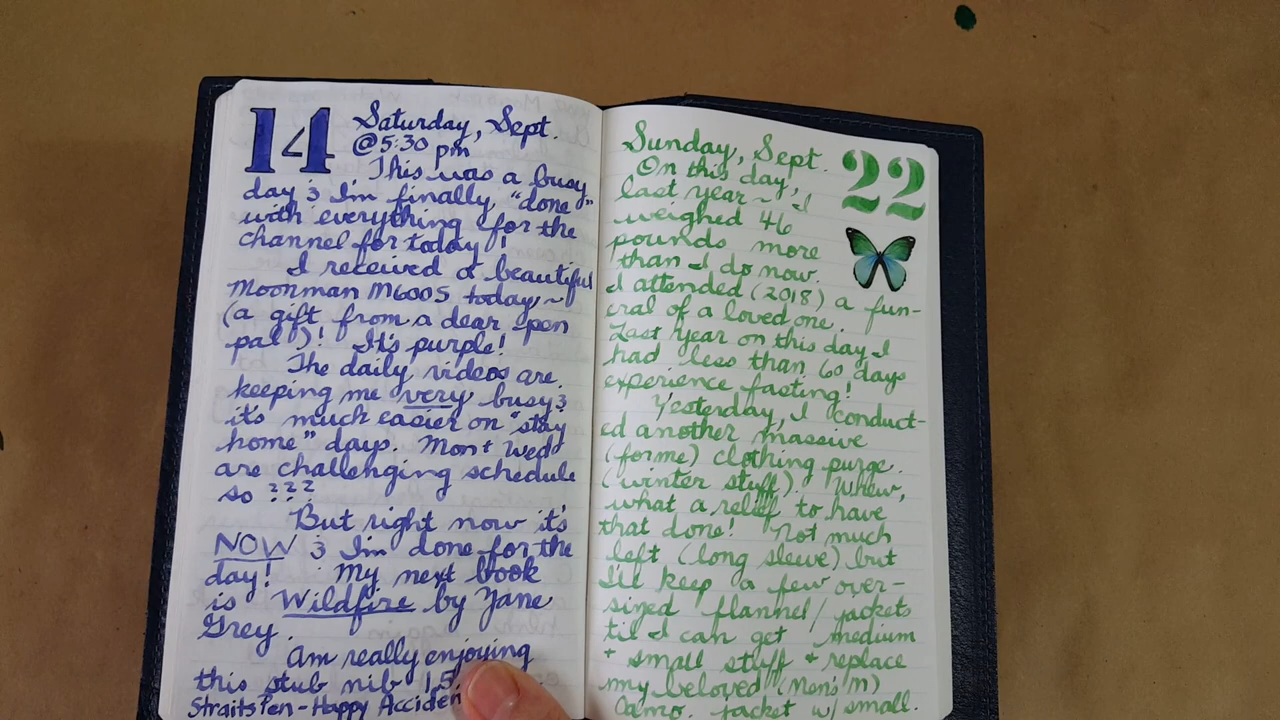 14 Saturday, Sept.
@5:30 pm
This was a busy
day & I'm finally "done"
with everything for the
channel for today!
I received a beautiful
Moonman M600S today ~
(a gift from a dear pen
pal)! It's purple!
The daily videos are
keeping me very busy &
it's much easier on "stay
home" days. Mon + Wed
are challenging schedule
so ???
But right now it's
NOW & I'm done for the
day! My next book
is Wildfire by Zane
Grey.
Am really enjoying
this stub nib 1.5
Straits Pen - Happy Acciden
Sunday, Sept. 22
On this day,
last year ~ I
weighed 46
pounds more
than I do now.
I attended (2018) a fun-
eral of a loved one.
Last year on this day I
had less than 60 days
experience fasting!
Yesterday, I conduct-
ed another massive
(for me) clothing purge.
(winter stuff). Whew,
what a relief to have
that done! Not much
left (long sleeve) but
I'll keep a few over-
sized flannel/jackets
til I can get medium
+ small stuff + replace
my beloved (Men's M)
Camo. jacket w/ small.